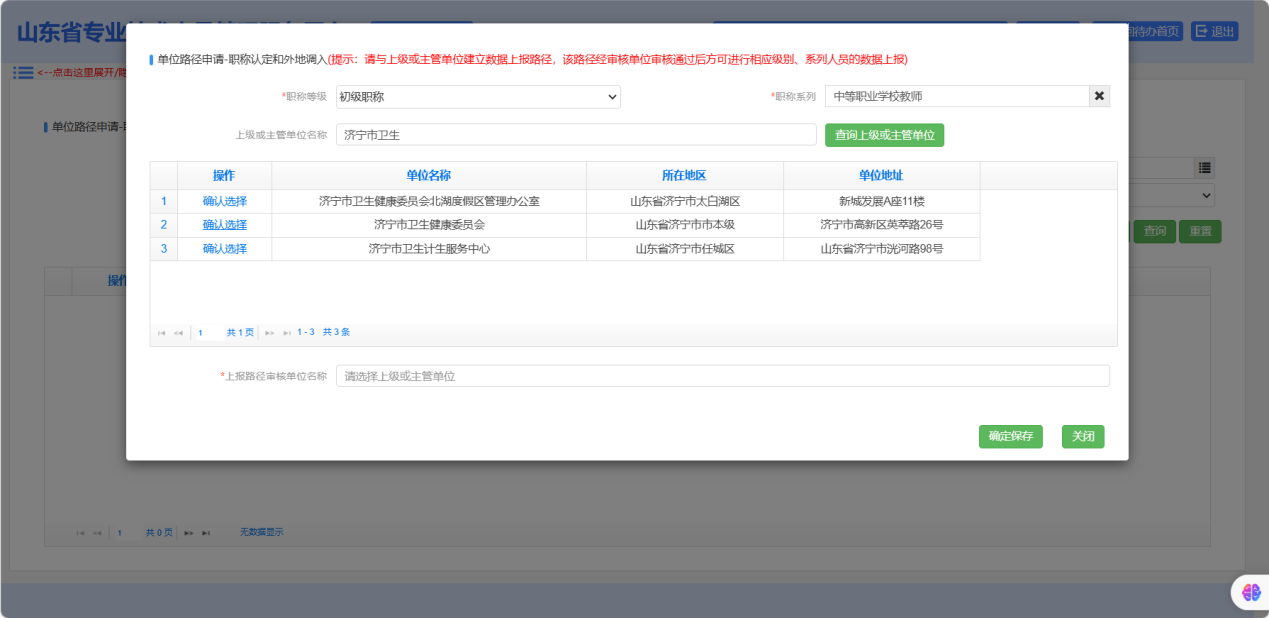 山东省专业
间待办首页 退出
<--点击这里展开/隐
单位路径申请-职称认定和外地调入(提示：请与上级或主管单位建立数据上报路径，该路径经审核单位审核通过后方可进行相应级别、系列人员的数据上报)
*职称等级 初级职称 *职称系列 中等职业学校教师 ✖
单位路径申请-
上级或主管单位名称 济宁市卫生 查询上级或主管单位
操作 单位名称 所在地区 单位地址
1 确认选择 济宁市卫生健康委员会北湖度假区管理办公室 山东省济宁市太白湖区 新城发展A座11楼
2 确认选择 济宁市卫生健康委员会 山东省济宁市市本级 济宁市高新区英萃路26号
3 确认选择 济宁市卫生计生服务中心 山东省济宁市任城区 山东省济宁市洸河路98号
查询 重置
操作
1 共 1 页 1 - 3 共 3 条
*上报路径审核单位名称 请选择上级或主管单位
确定保存 关闭
1 共 0 页 无数据显示